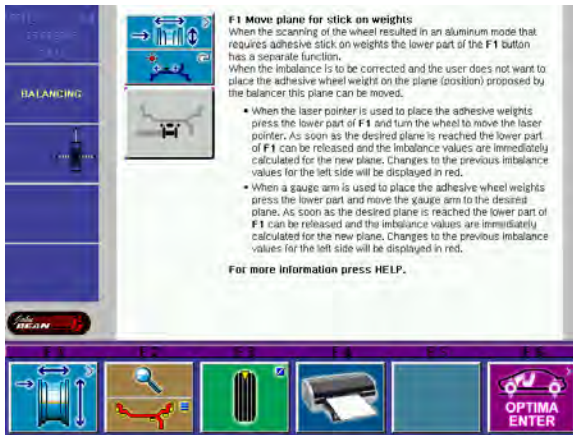 F1 Move plane for stick on weights
When the scanning of the wheel resulted in an aluminum mode that
requires adhesive stick on weights the lower part of the F1 button
has a separate function.
When the imbalance is to be corrected and the user does not want to
place the adhesive wheel weight on the plane (position) proposed by
the balancer this plane can be moved.
BALANCING
• When the laser pointer is used to place the adhesive weights
press the lower part of F1 and turn the wheel to move the laser
pointer. As soon as the desired plane is reached the lower part
of F1 can be released and the imbalance values are immediately
calculated for the new plane. Changes to the previous imbalance
values for the left side will be displayed in red.
• When a gauge arm is used to place the adhesive wheel weights
press the lower part and move the gauge arm to the desired
plane. As soon as the desired plane is reached the lower part of
F1 can be released and the imbalance values are immediately
calculated for the new plane. Changes to the previous imbalance
values for the left side will be displayed in red.
For more information press HELP.
John
BEAN
F1 F2 F3 F4 F5 F6
OPTIMA
ENTER